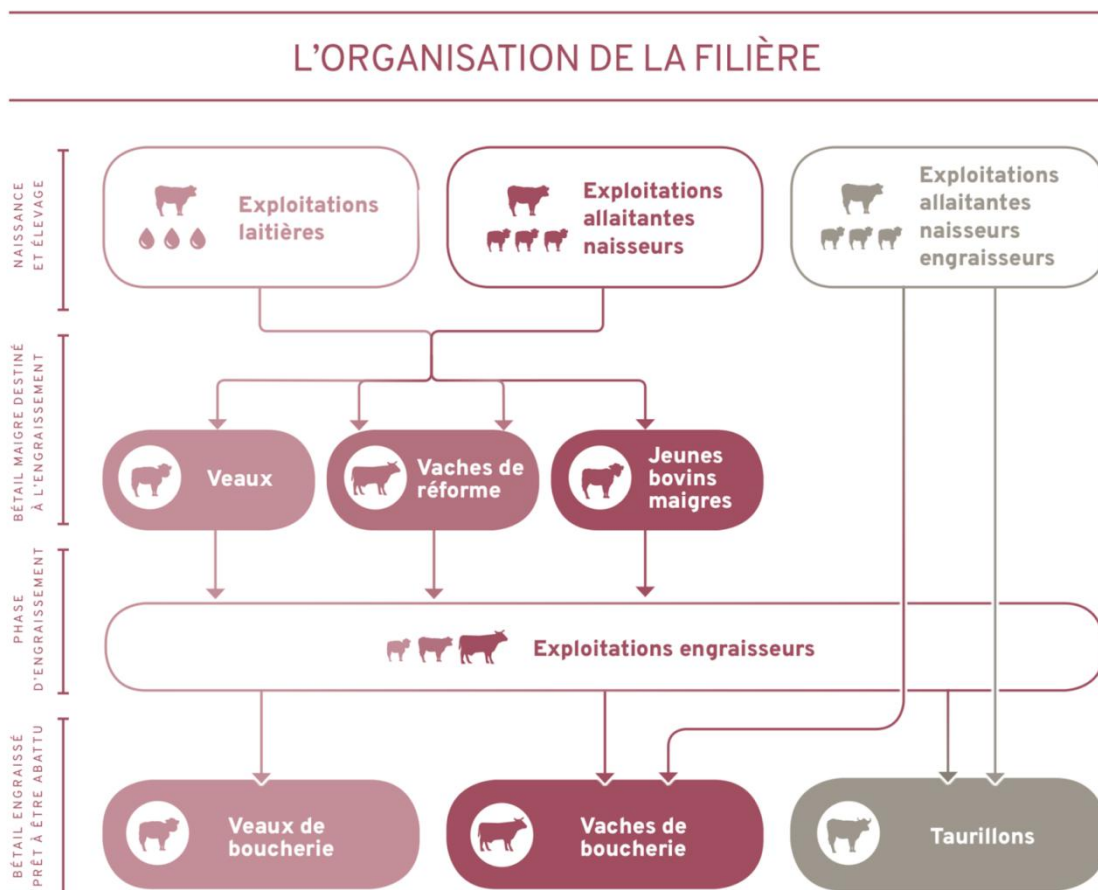 L’ORGANISATION DE LA FILIÈRE
NAISSANCE
ET ÉLEVAGE
Exploitations
laitières
Exploitations
allaitantes
naisseurs
Exploitations
allaitantes
naisseurs
engraisseurs
BÉTAIL MAIGRE DESTINÉ
À L’ENGRAISSEMENT
Veaux
Vaches de
réforme
Jeunes
bovins
maigres
PHASE
D’ENGRAISSEMENT
Exploitations engraisseurs
BÉTAIL ENGRAISSÉ
PRÊT À ÊTRE ABATTU
Veaux de
boucherie
Vaches de
boucherie
Taurillons